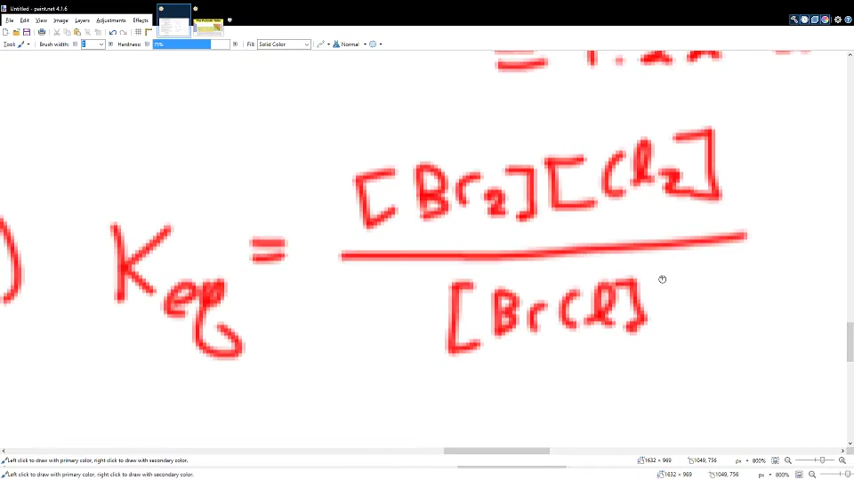 Untitled - paint.net 4.1.6
File Edit View Image Layers Adjustments Effects
Tool Brush width: Hardness: 75% Fill: Solid Color Normal
[Br2][Cl2]
Keq =
[BrCl]
Left click to draw with primary color, right click to draw with secondary color. 1632 × 969 1049, 756 px 800%
Left click to draw with primary color, right click to draw with secondary color. 1632 × 969 1049, 756 px 800%